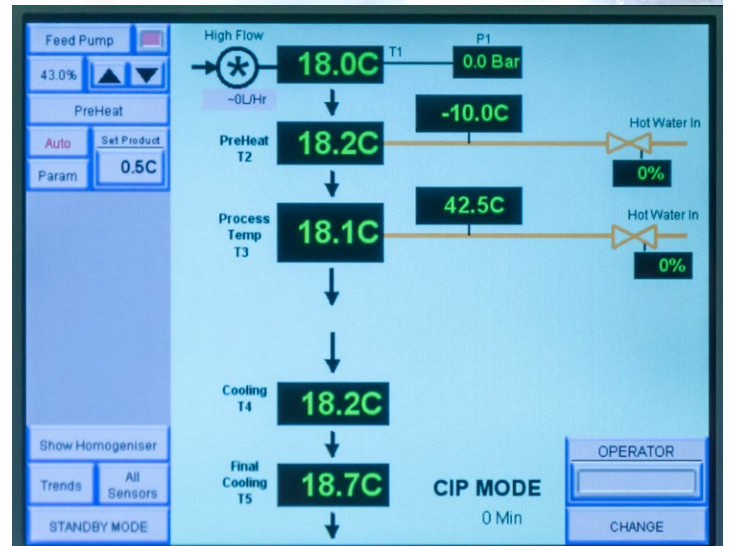 Feed Pump
43.0%
PreHeat
Auto
Set Product
0.5C
Param
High Flow
*
~0L/Hr
18.0C
T1
P1
0.0 Bar
PreHeat
T2
18.2C
-10.0C
Hot Water In
0%
Process
Temp
T3
18.1C
42.5C
Hot Water In
0%
Cooling
T4
18.2C
Final
Cooling
T5
18.7C
CIP MODE
0 Min
Show Homogeniser
Trends
All
Sensors
STANDBY MODE
OPERATOR
CHANGE